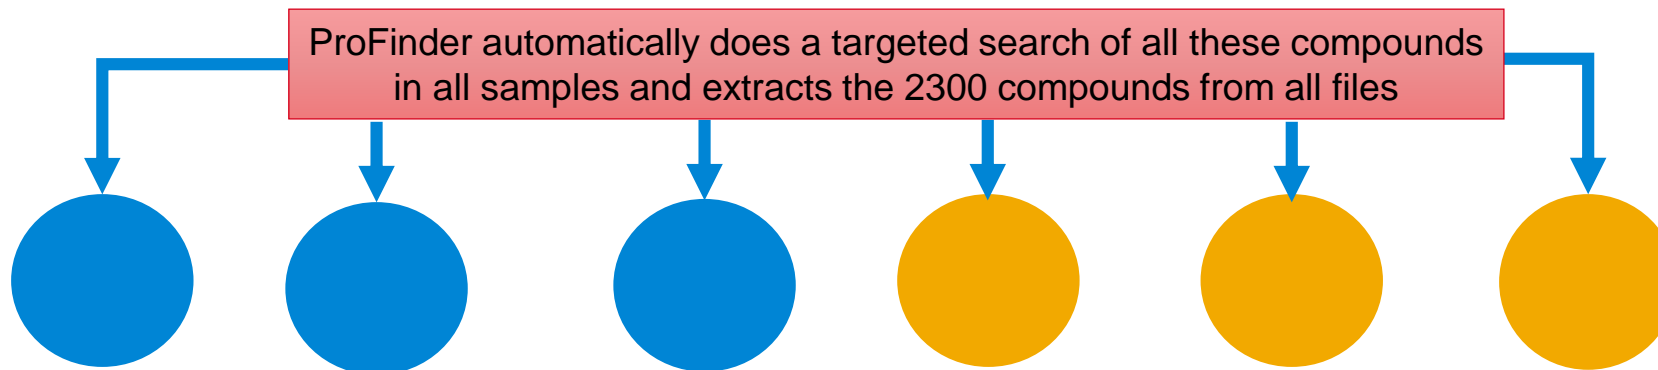 ProFinder automatically does a targeted search of all these compounds
in all samples and extracts the 2300 compounds from all files